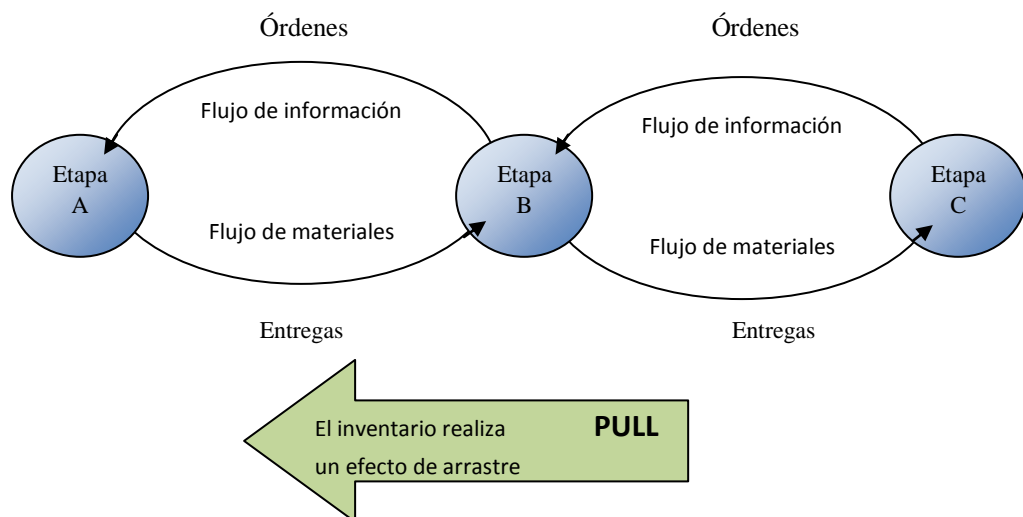 Órdenes
Órdenes
Flujo de información
Flujo de información
Etapa
A
Etapa
B
Etapa
C
Flujo de materiales
Flujo de materiales
Entregas
Entregas
El inventario realiza
un efecto de arrastre
PULL